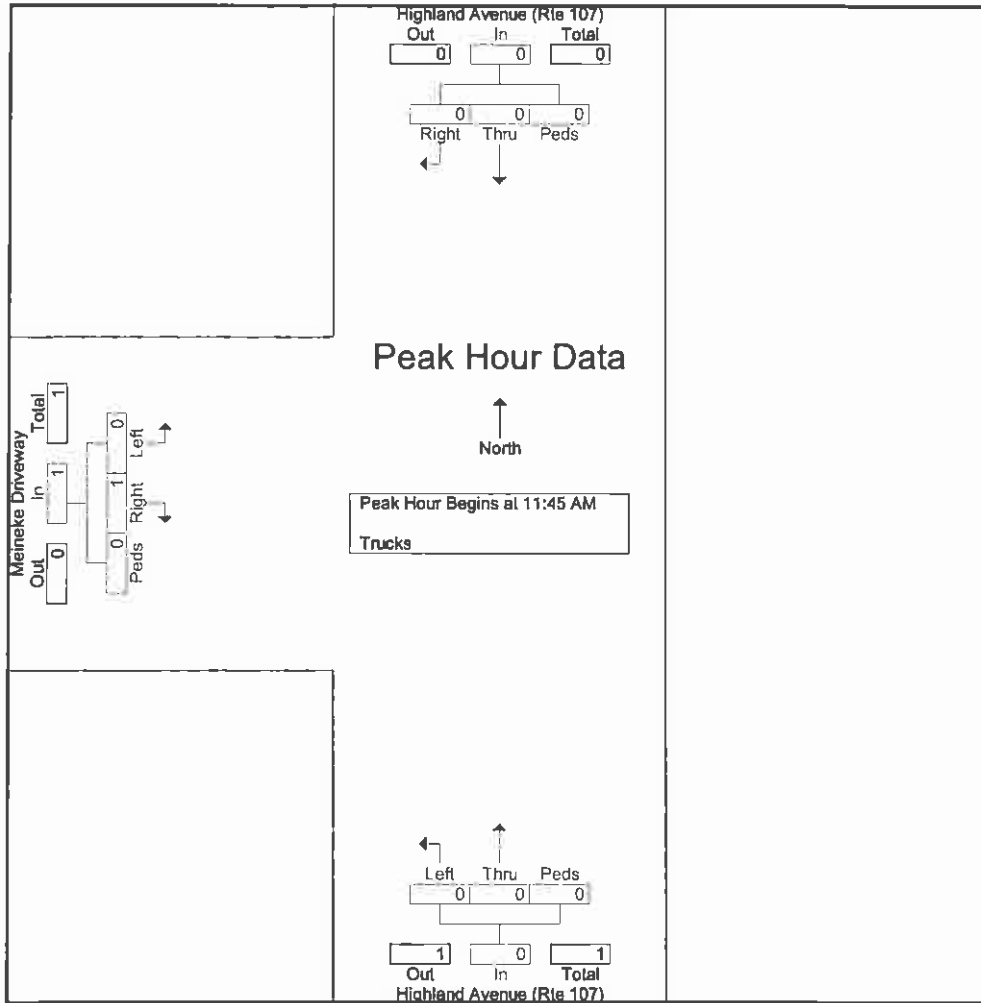 Highland Avenue (Rte 107)
Out In Total
0 0 0
0 0 0
Right Thru Peds
Peak Hour Data
North
Meineke Driveway
Out In Total
0 1 1
0 1 0
Peds Right Left
Peak Hour Begins at 11:45 AM
Trucks
Left Thru Peds
0 0 0
1 0 1
Out In Total
Highland Avenue (Rte 107)